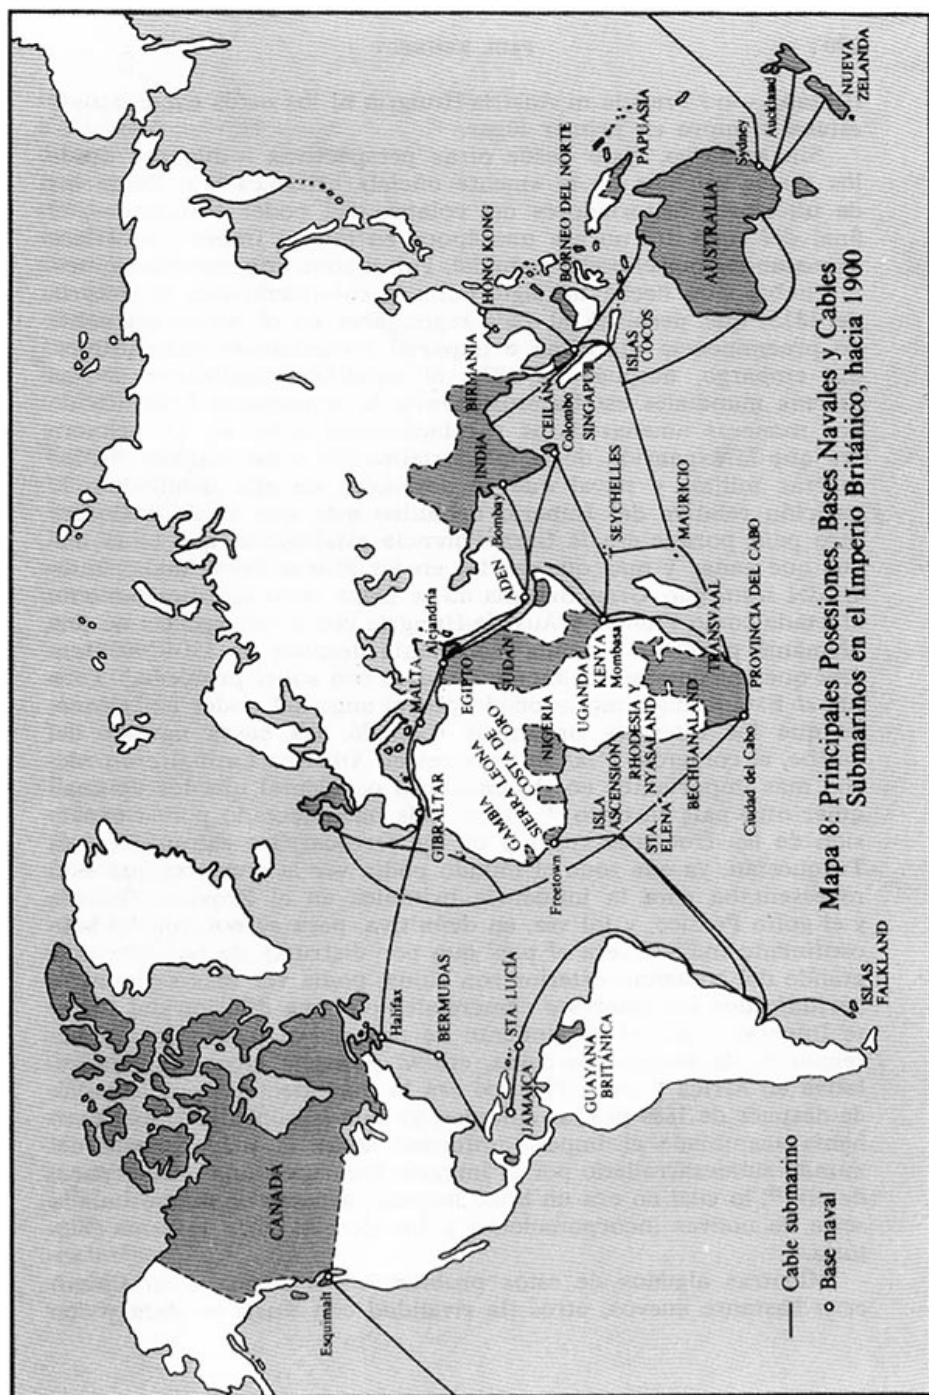 CANADA
Esquimalt
Halifax
BERMUDAS
STA. LUCÍA
JAMAICA
GUAYANA
BRITÁNICA
ISLAS
FALKLAND
GIBRALTAR
MALTA
Alejandría
EGIPTO
SUDÁN
ADEN
GAMBIA
SIERRA LEONA
COSTA DE
ORO
NIGERIA
Freetown
UGANDA
KENYA
Mombasa
ISLA
ASCENSIÓN
STA.
ELENA
RHODESIA Y
NYASALAND
BECHUANALAND
TRANSVAAL
Ciudad del Cabo
PROVINCIA DEL CABO
SEYCHELLES
MAURICIO
Bombay
INDIA
BIRMANIA
CEILÁN
Colombo
SINGAPUR
HONG KONG
BORNEO DEL NORTE
PAPUASIA
ISLAS
COCOS
AUSTRALIA
Sydney
Auckland
NUEVA
ZELANDA
Cable submarino
Base naval
Mapa 8: Principales Posesiones, Bases Navales y Cables
Submarinos en el Imperio Británico, hacia 1900